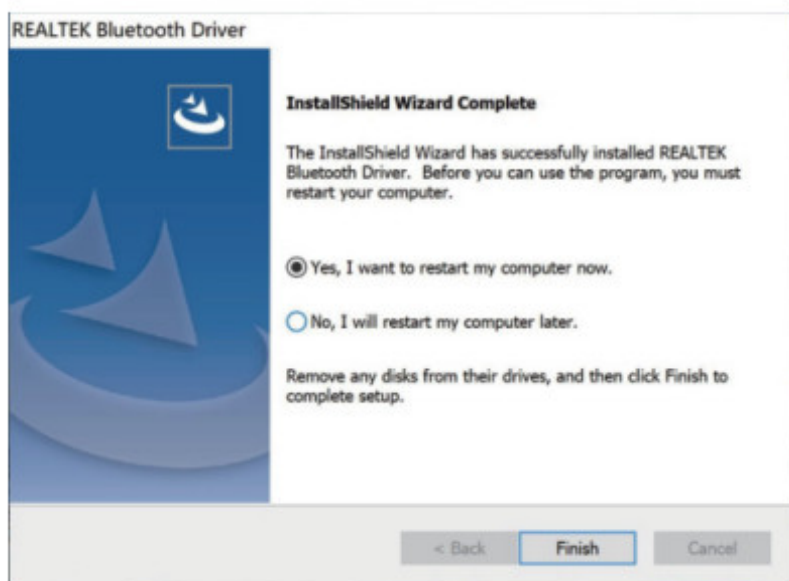 REALTEK Bluetooth Driver
InstallShield Wizard Complete
The InstallShield Wizard has successfully installed REALTEK
Bluetooth Driver. Before you can use the program, you must
restart your computer.
Yes, I want to restart my computer now.
No, I will restart my computer later.
Remove any disks from their drives, and then click Finish to
complete setup.
< Back Finish Cancel